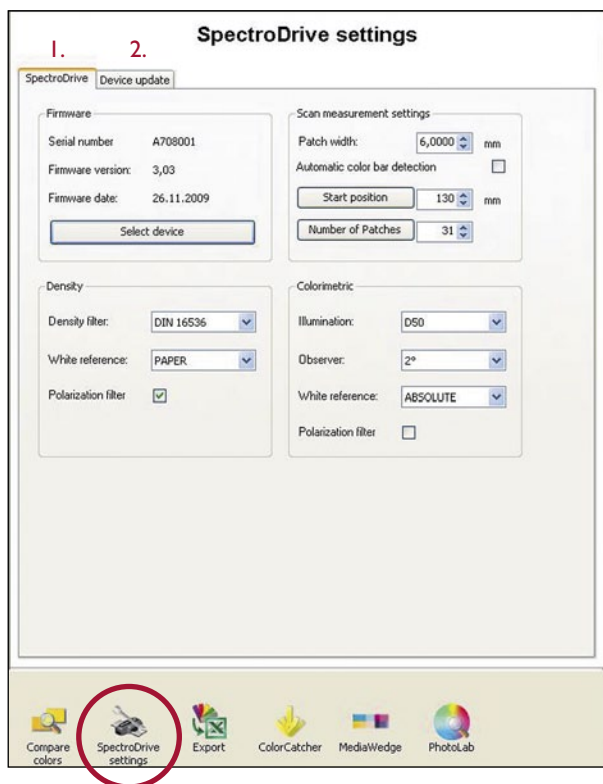 SpectroDrive settings
1. 2.
SpectroDrive Device update
Firmware
Serial number A708001
Firmware version: 3,03
Firmware date: 26.11.2009
Select device
Scan measurement settings
Patch width: 6,0000 mm
Automatic color bar detection
Start position 130 mm
Number of Patches 31
Density
Density filter: DIN 16536
White reference: PAPER
Polarization filter
Colorimetric
Illumination: D50
Observer: 2°
White reference: ABSOLUTE
Polarization filter
Compare colors
SpectroDrive settings
Export
ColorCatcher
MediaWedge
PhotoLab